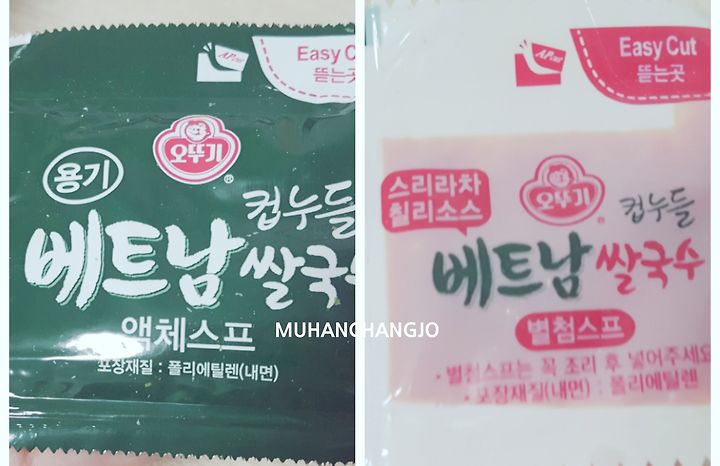 Easy Cut
뜯는곳
오뚜기
®
용기
컵누들
베트남 쌀국수
액체스프
포장재질 : 폴리에틸렌(내면)
MUHANCHANGJO
Easy Cut
뜯는곳
스리라차
칠리소스
오뚜기
®
컵누들
베트남 쌀국수
별첨스프
• 별첨스프는 꼭 조리 후 넣어주세요
• 포장재질(내면) : 폴리에틸렌